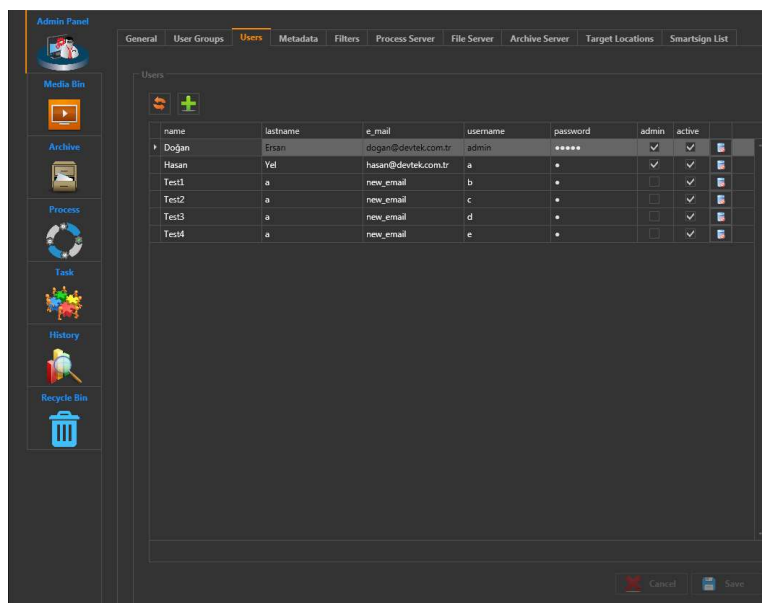 Admin Panel
General User Groups Users Metadata Filters Process Server File Server Archive Server Target Locations Smartsign List
Users
Media Bin
Archive
Process
Task
History
Recycle Bin
name lastname e_mail username password admin active
Doğan Ersan dogan@devtek.com.tr admin •••••
Hasan Yel hasan@devtek.com.tr a •
Test1 a new_email b •
Test2 a new_email c •
Test3 a new_email d •
Test4 a new_email e •
Cancel Save